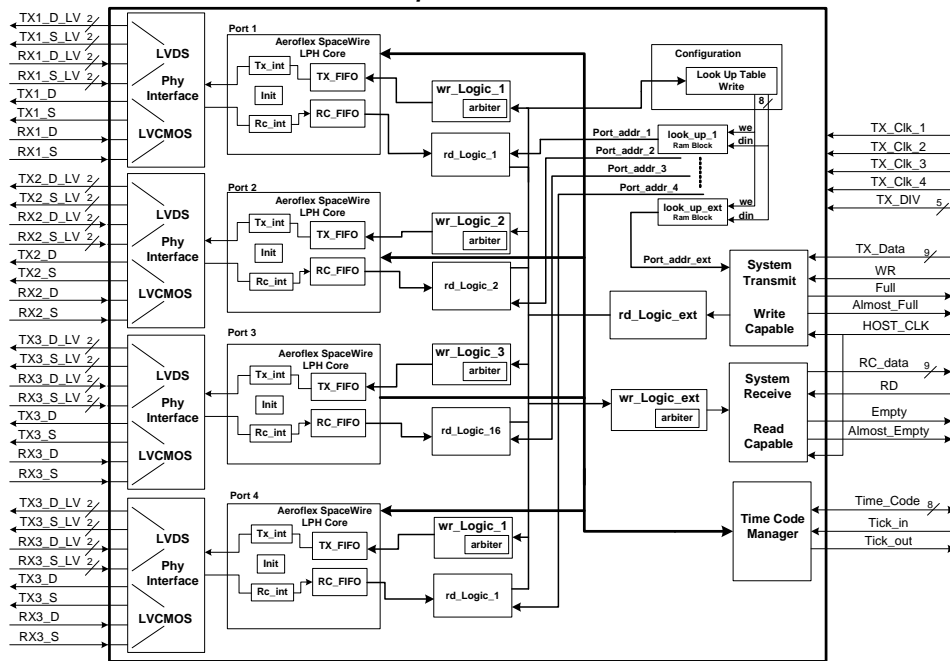 TX1_D_LV 2
TX1_S_LV 2
RX1_D_LV 2
RX1_S_LV 2
TX1_D
TX1_S
RX1_D
RX1_S
LVDS
Phy
Interface
LVCMOS
Port 1
Aeroflex SpaceWire
LPH Core
Tx_int
TX_FIFO
Init
Rc_int
RC_FIFO
wr_Logic_1
arbiter
rd_Logic_1
TX2_D_LV 2
TX2_S_LV 2
RX2_D_LV 2
RX2_S_LV 2
TX2_D
TX2_S
RX2_D
RX2_S
LVDS
Phy
Interface
LVCMOS
Port 2
Aeroflex SpaceWire
LPH Core
Tx_int
TX_FIFO
Init
Rc_int
RC_FIFO
wr_Logic_2
arbiter
rd_Logic_2
TX3_D_LV 2
TX3_S_LV 2
RX3_D_LV 2
RX3_S_LV 2
TX3_D
TX3_S
RX3_D
RX3_S
LVDS
Phy
Interface
LVCMOS
Port 3
Aeroflex SpaceWire
LPH Core
Tx_int
TX_FIFO
Init
Rc_int
RC_FIFO
wr_Logic_3
arbiter
rd_Logic_16
TX3_D_LV 2
TX3_S_LV 2
RX3_D_LV 2
RX3_S_LV 2
TX3_D
TX3_S
RX3_D
RX3_S
LVDS
Phy
Interface
LVCMOS
Port 4
Aeroflex SpaceWire
LPH Core
Tx_int
TX_FIFO
Init
Rc_int
RC_FIFO
wr_Logic_1
arbiter
rd_Logic_1
Configuration
Look Up Table
Write
8
Port_addr_1
look_up_1
Ram Block
we
din
Port_addr_2
Port_addr_3
Port_addr_4
look_up_ext
Ram Block
we
din
Port_addr_ext
rd_Logic_ext
System
Transmit
Write
Capable
wr_Logic_ext
arbiter
System
Receive
Read
Capable
Time Code
Manager
TX_Clk_1
TX_Clk_2
TX_Clk_3
TX_Clk_4
TX_DIV 5
TX_Data 9
WR
Full
Almost_Full
HOST_CLK
RC_data 9
RD
Empty
Almost_Empty
Time_Code 8
Tick_in
Tick_out